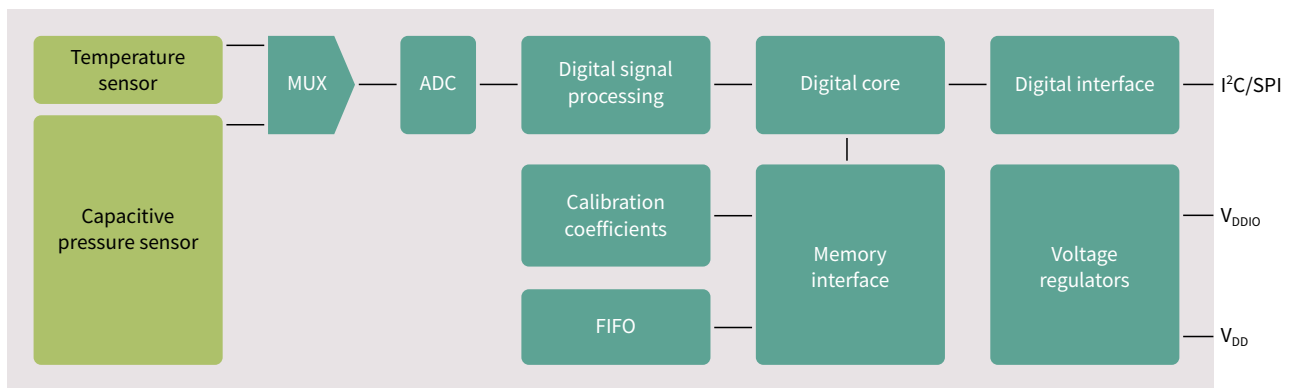 Temperature
sensor
MUX
ADC
Digital signal
processing
Digital core
Digital interface
I²C/SPI
Capacitive
pressure sensor
Calibration
coefficients
Memory
interface
Voltage
regulators
V_DDIO
FIFO
V_DD